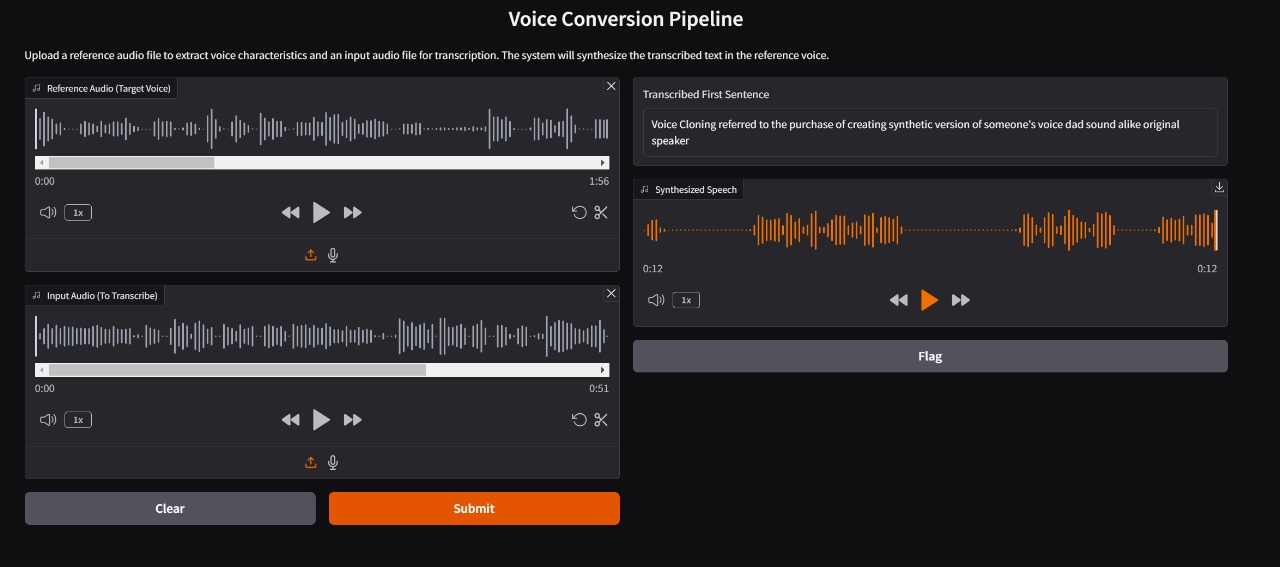 Voice Conversion Pipeline
Upload a reference audio file to extract voice characteristics and an input audio file for transcription. The system will synthesize the transcribed text in the reference voice.
Reference Audio (Target Voice)
0:00
1:56
1x
Input Audio (To Transcribe)
0:00
0:51
1x
Clear
Submit
Transcribed First Sentence
Voice Cloning referred to the purchase of creating synthetic version of someone's voice dad sound alike original
speaker
Synthesized Speech
0:12
0:12
1x
Flag